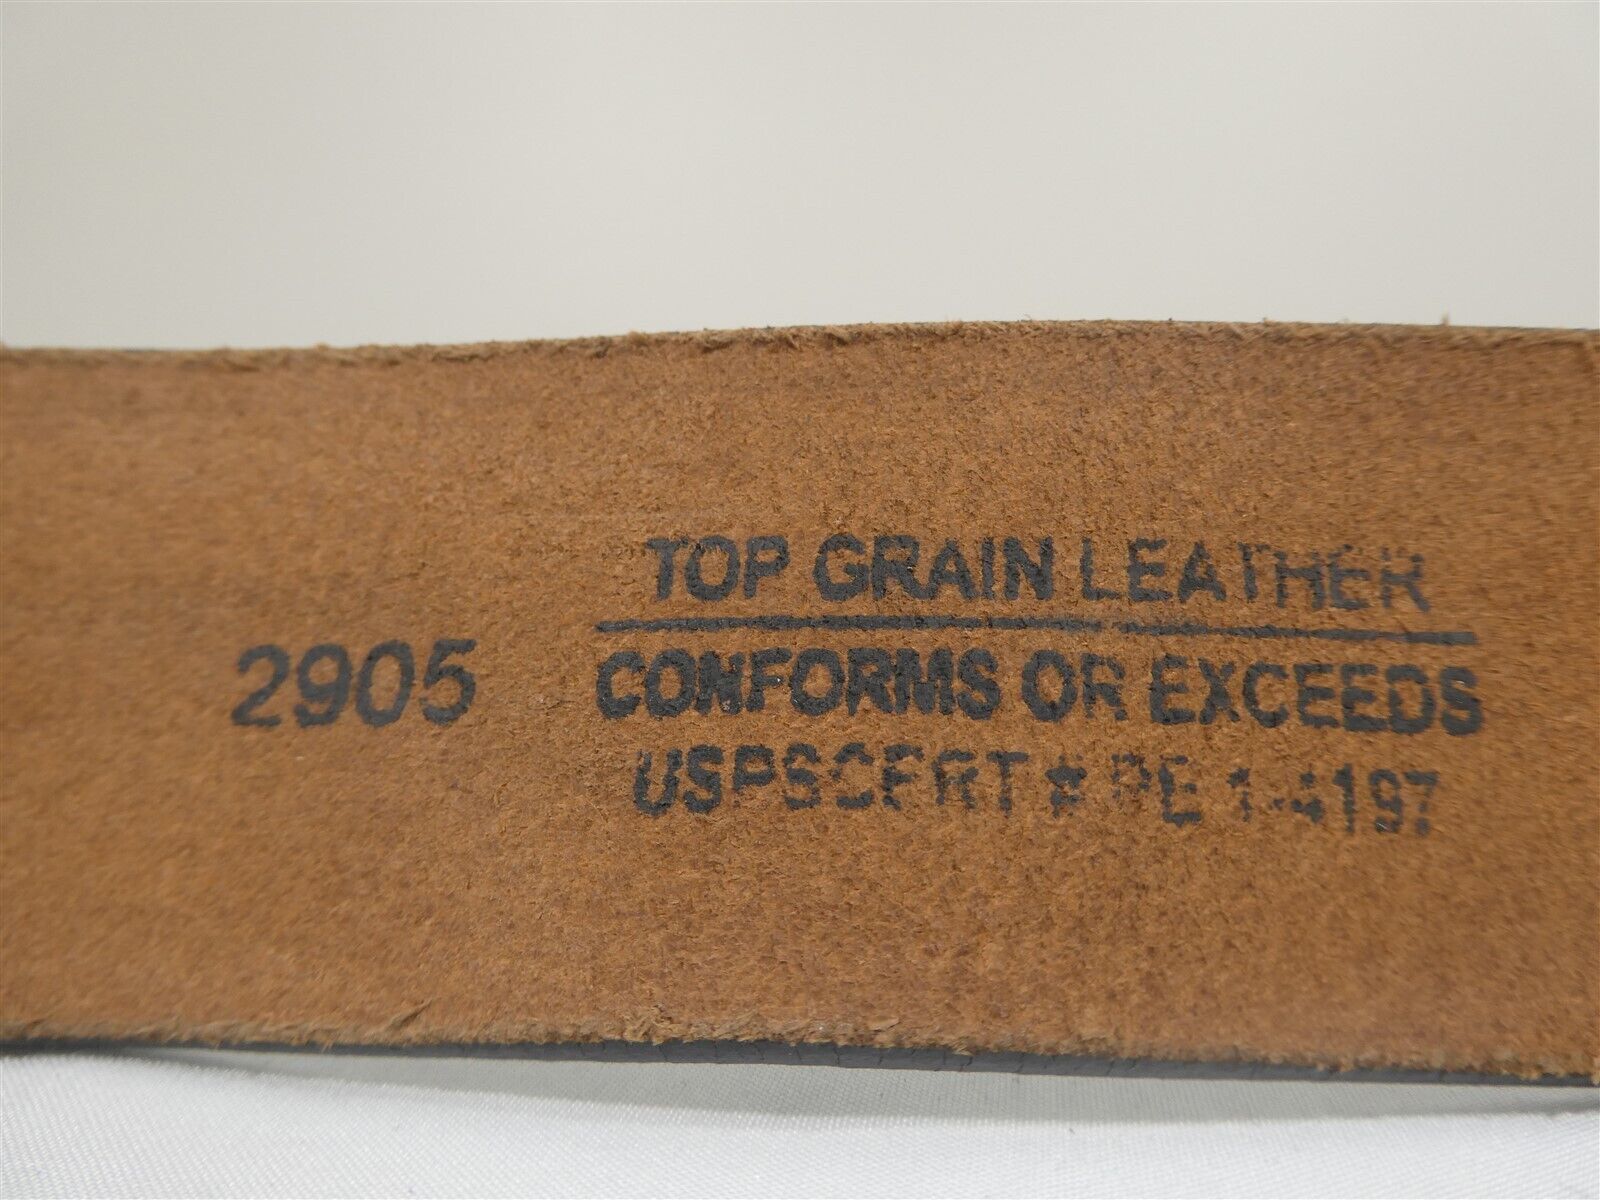 2905
TOP GRAIN LEATHER
CONFORMS OR EXCEEDS
USPSCERT # PE 1-4197